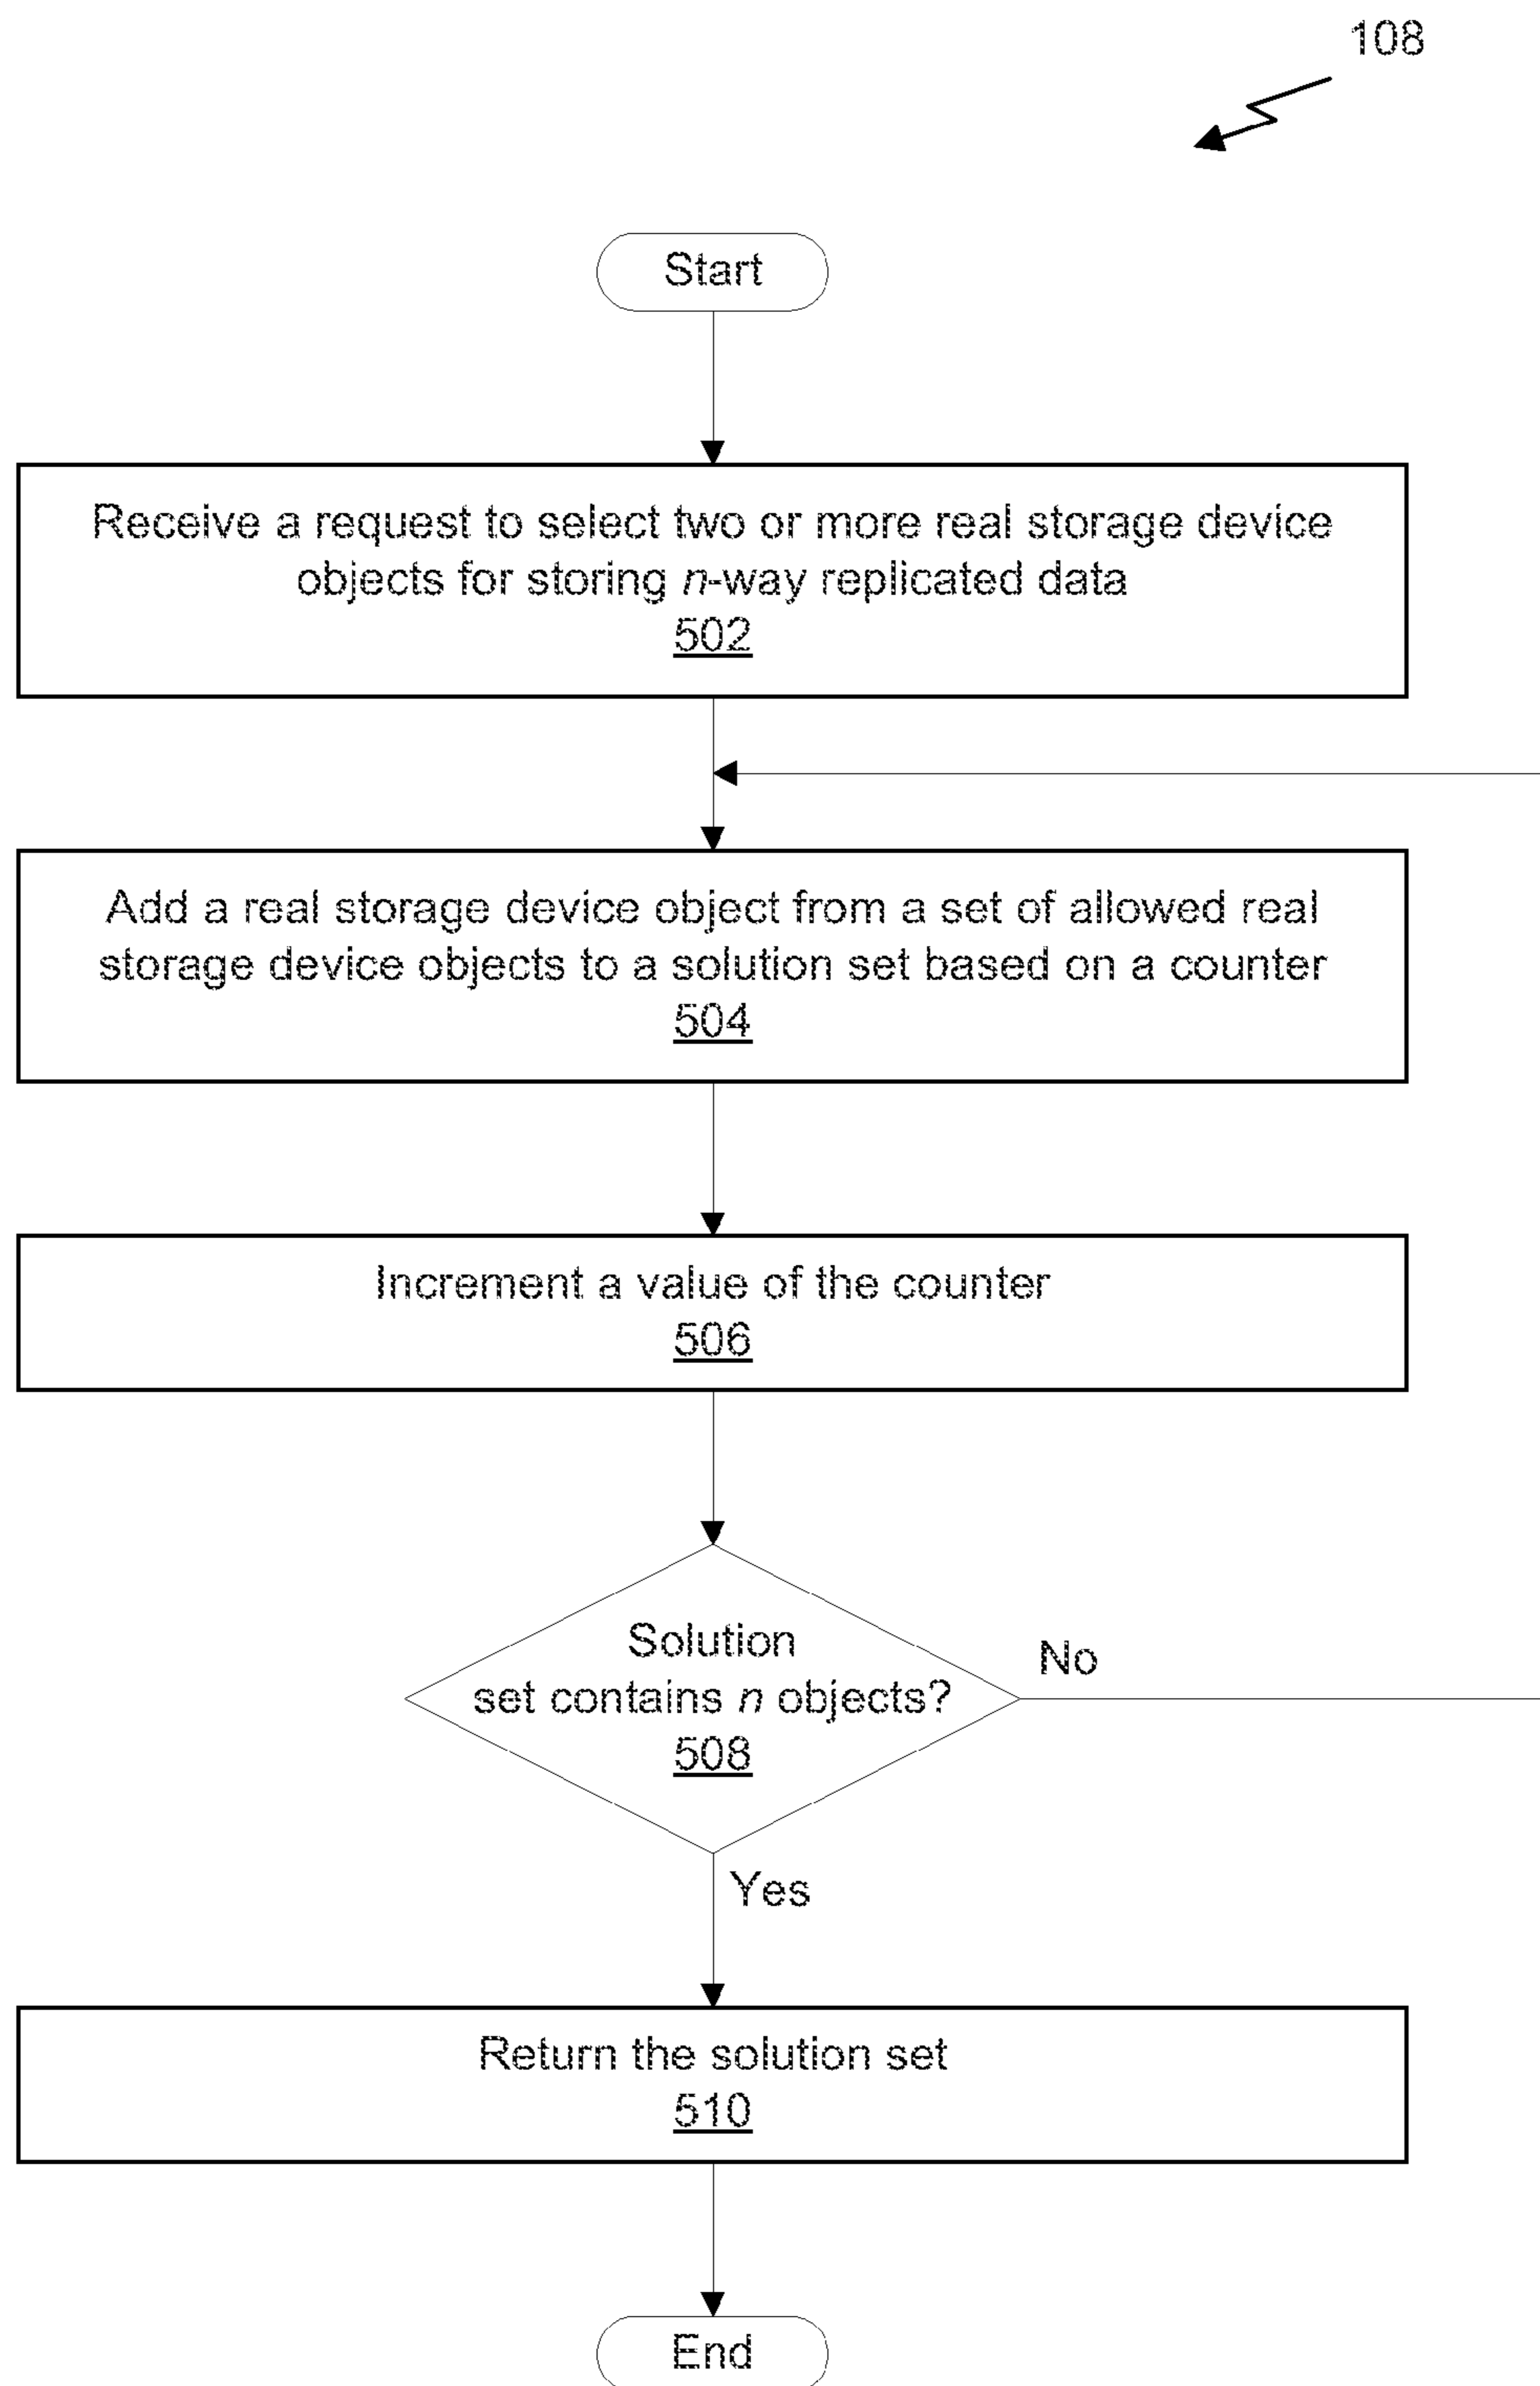 108
Start
Receive a request to select two or more real storage device
objects for storing n-way replicated data
502
Add a real storage device object from a set of allowed real
storage device objects to a solution set based on a counter
504
Increment a value of the counter
506
Solution
set contains n objects?
508
No
Yes
Return the solution set
510
End